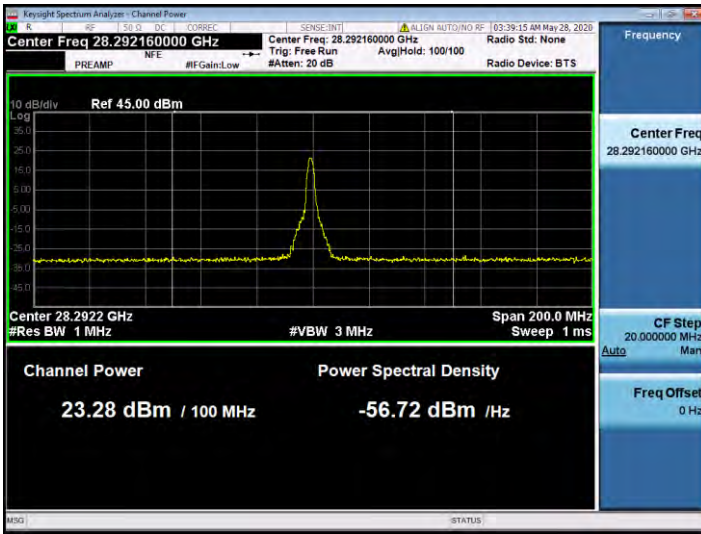 Keysight Spectrum Analyzer - Channel Power
R RF 50 Ω DC CORREC SENSE:INT ALIGN AUTO/NO RF 03:39:15 AM May 28, 2020
Center Freq 28.292160000 GHz
Center Freq: 28.292160000 GHz
Radio Std: None
NFE
Trig: Free Run
Avg|Hold: 100/100
PREAMP
#IFGain:Low
#Atten: 20 dB
Radio Device: BTS
10 dB/div
Ref 45.00 dBm
Log
35.0
25.0
15.0
5.00
-5.00
-15.0
-25.0
-35.0
-45.0
Center 28.2922 GHz
Span 200.0 MHz
#Res BW 1 MHz
#VBW 3 MHz
Sweep 1 ms
Channel Power
Power Spectral Density
23.28 dBm / 100 MHz
-56.72 dBm /Hz
Frequency
Center Freq
28.292160000 GHz
CF Step
20.000000 MHz
Auto Man
Freq Offset
0 Hz
MSG
STATUS